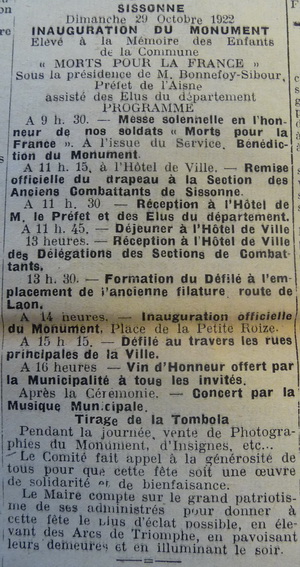 SISSONNE
Dimanche 29 Octobre 1922
INAUGURATION DU MONUMENT
Elevé à la Mémoire des Enfants
de la Commune
« MORTS POUR LA FRANCE »
Sous la présidence de M. Bonnefoy-Sibour,
Préfet de l'Aisne
assisté des Elus du département
PROGRAMME
A 9 h. 30. — Messe solennelle en l'hon-
neur de nos soldats « Morts pour la
France ». A l'issue du Service, Bénédic-
tion du Monument.
A 11 h. 15, à l'Hôtel de Ville. — Remise
officielle du drapeau à la Section des
Anciens Combattants de Sissonne.
A 11 h. 30 — Réception à l'Hôtel de
M. le Préfet et des Elus du département.
A 11 h. 45. — Déjeuner à l'Hôtel de Ville
13 heures. — Réception à l'Hôtel de Ville
des Délégations des Sections de Combat-
tants.
13 h. 30. — Formation du Défilé à l'em-
placement de l'ancienne filature, route de
Laon.
A 14 heures. — Inauguration officielle
du Monument, Place de la Petite Roize.
A 15 h 15. — Défilé au travers les rues
principales de la Ville.
A 16 heures — Vin d'Honneur offert par
la Municipalité à tous les invités.
Après la Cérémonie. — Concert par la
Musique Municipale.
Tirage de la Tombola
Pendant la journée, vente de Photogra-
phies du Monument, d'Insignes, etc...
Le Comité fait appel à la générosité de
tous pour que cette fête soit une œuvre
de solidarité et de bienfaisance.
Le Maire compte sur le grand patriotis-
me de ses administrés pour donner à
cette fête le plus d'éclat possible, en éle-
vant des Arcs de Triomphe, en pavoisant
leurs demeures et en illuminant le soir.